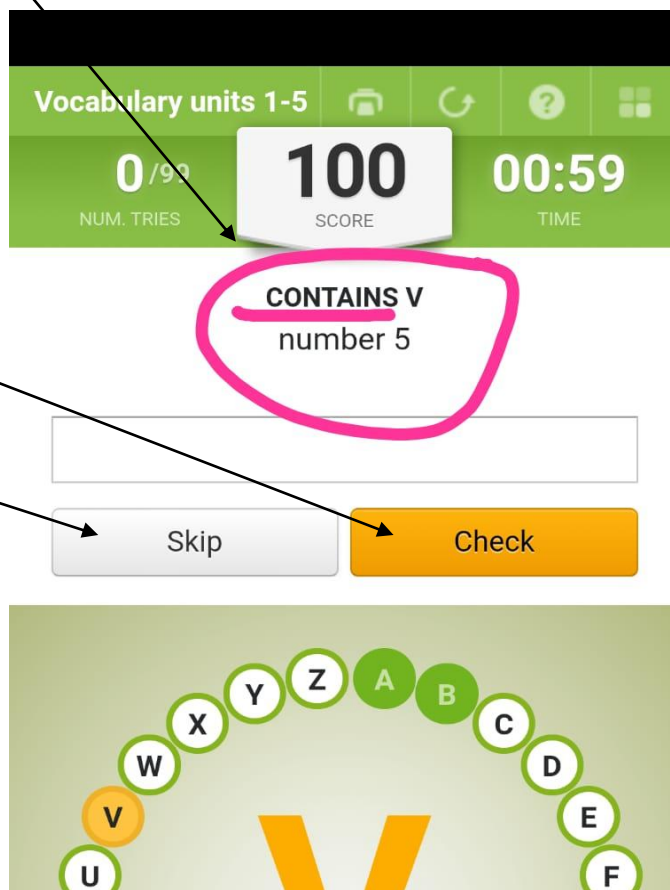 Vocabulary units 1-5
0/99
NUM. TRIES
100
SCORE
00:59
TIME
CONTAINS V
number 5
Skip
Check
Z
A
Y
B
X
C
W
D
V
E
U
F
V